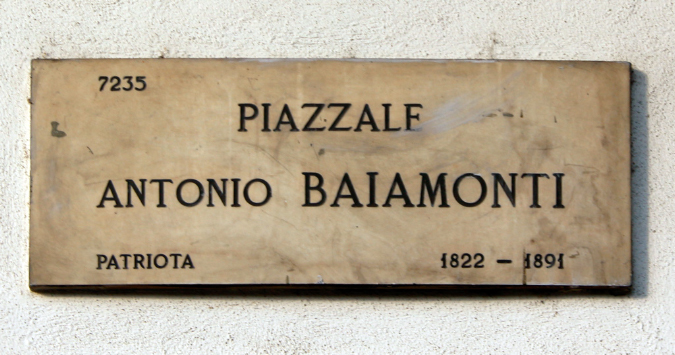 7235
PIAZZALE
ANTONIO BAIAMONTI
PATRIOTA 1822 - 1891